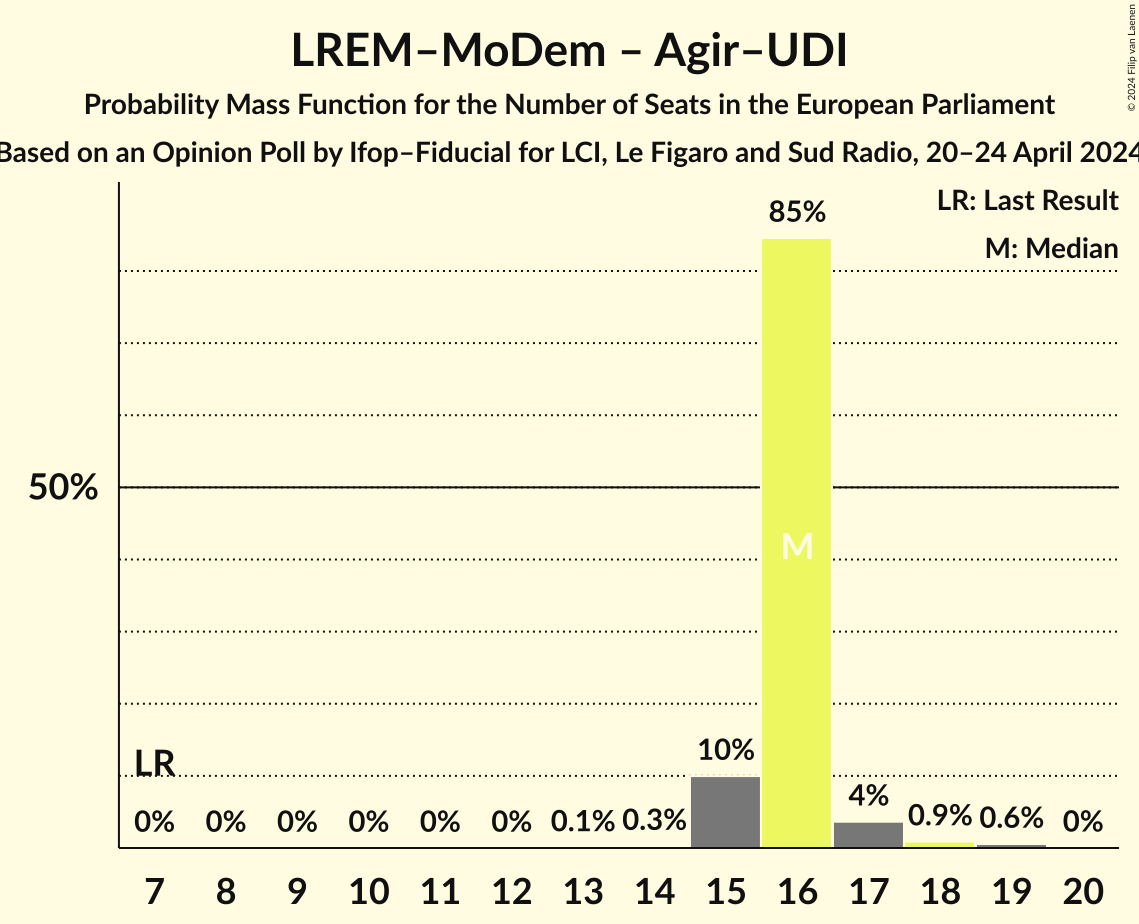 LREM–MoDem – Agir–UDI
Probability Mass Function for the Number of Seats in the European Parliament
Based on an Opinion Poll by Ifop–Fiducial for LCI, Le Figaro and Sud Radio, 20–24 April 2024
© 2024 Filip van Laenen
LR: Last Result
M: Median
85%
50%
M
10%
LR
4%
0% 0% 0% 0% 0% 0% 0.1% 0.3% 0.9% 0.6% 0%
7 8 9 10 11 12 13 14 15 16 17 18 19 20